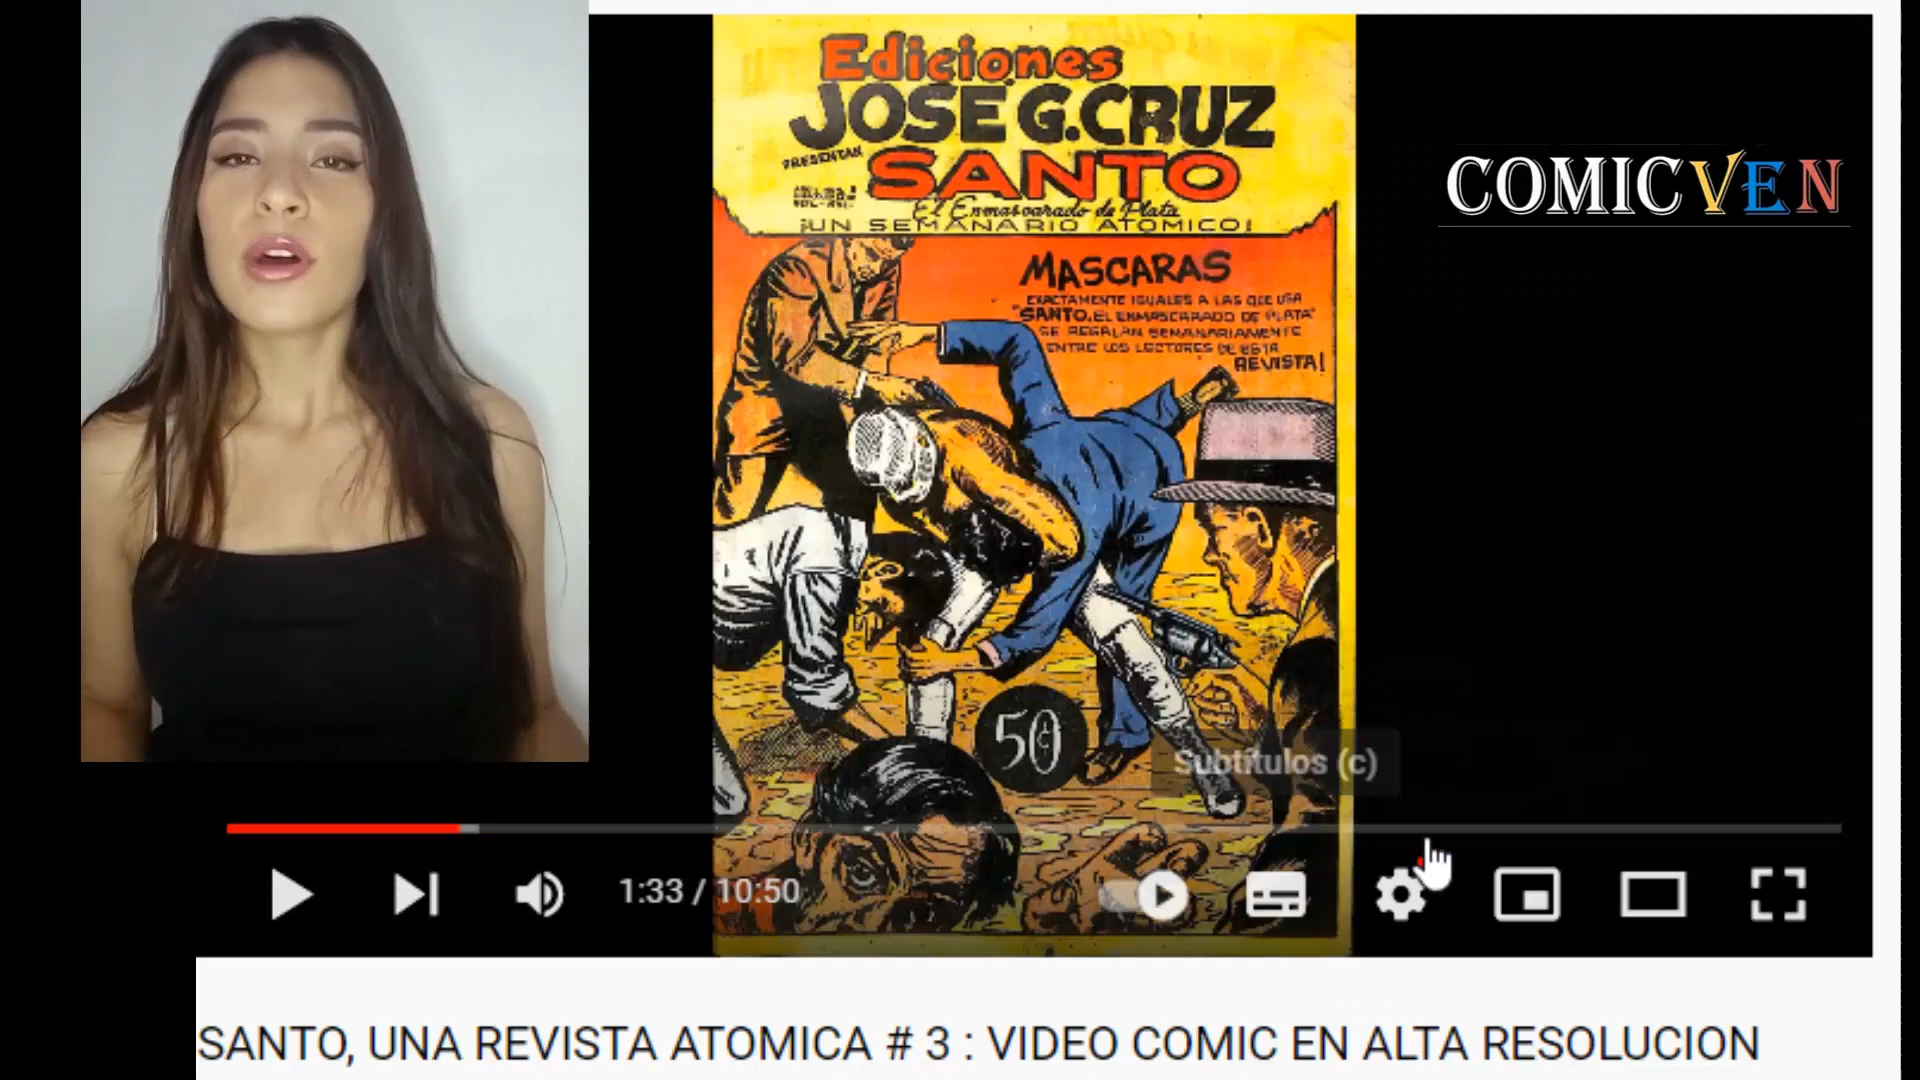 Ediciones
JOSE G. CRUZ
PRESENTAN
SANTO
El Enmascarado de Plata
¡UN SEMANARIO ATOMICO!
COMICVEN
MASCARAS
EXACTAMENTE IGUALES A LAS QUE USA
"SANTO, EL ENMASCARADO DE PLATA"
SE REGALAN SEMANARIAMENTE
ENTRE LOS LECTORES DE ESTA
REVISTA!
50¢
Subtítulos (c)
1:33 / 10:50
SANTO, UNA REVISTA ATOMICA # 3 : VIDEO COMIC EN ALTA RESOLUCION